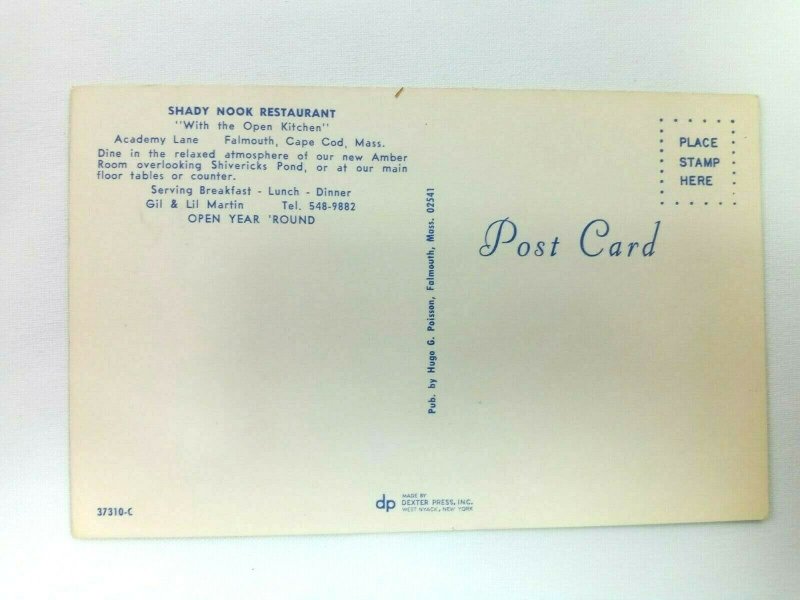 SHADY NOOK RESTAURANT
"With the Open Kitchen"
Academy Lane Falmouth, Cape Cod, Mass.
Dine in the relaxed atmosphere of our new Amber
Room overlooking Shivericks Pond, or at our main
floor tables or counter.
Serving Breakfast - Lunch - Dinner
Gil & Lil Martin Tel. 548-9882
OPEN YEAR 'ROUND
37310-C
Pub. by Hugo G. Poisson, Falmouth, Mass. 02541
dp
MADE BY
DEXTER PRESS, INC.
WEST NYACK, NEW YORK
PLACE
STAMP
HERE
Post Card